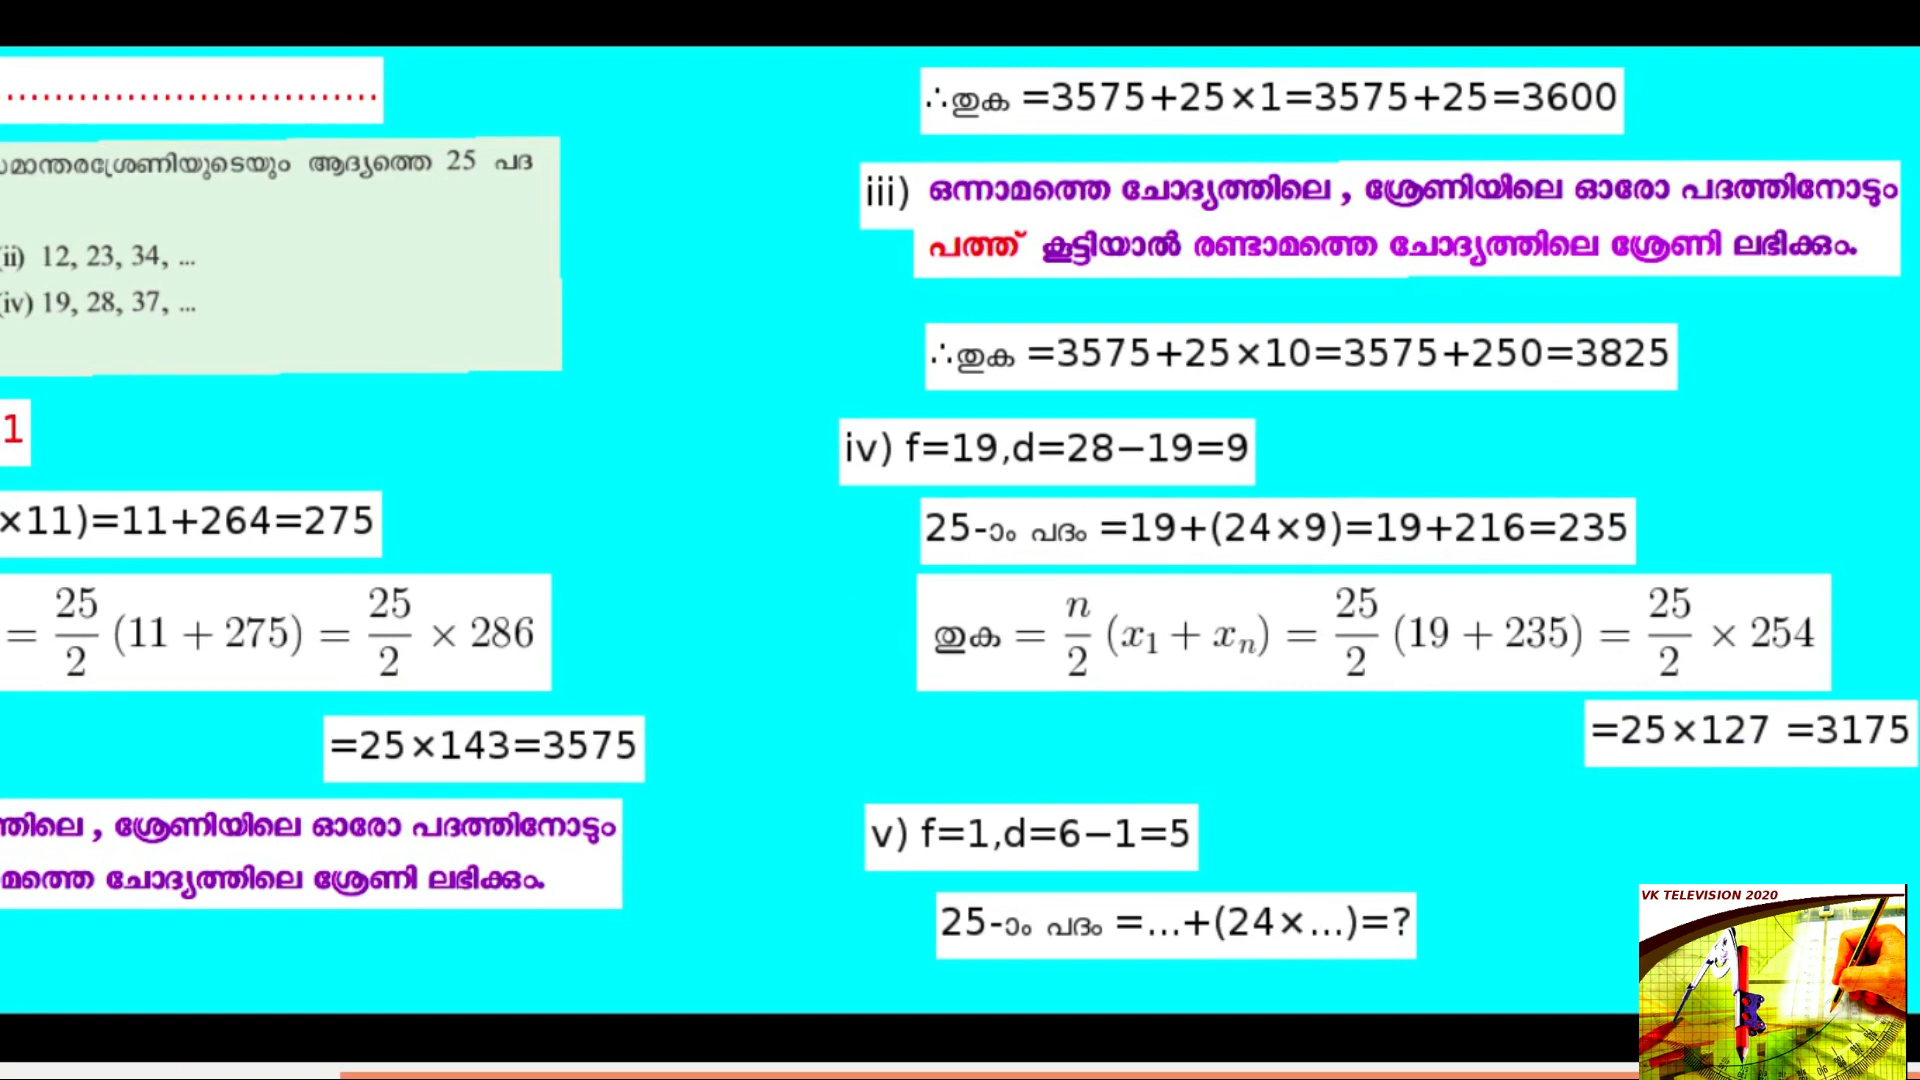 ..............................
സമാന്തരശ്രേണിയുടെയും ആദ്യത്തെ 25 പദ
(ii) 12, 23, 34, ...
(iv) 19, 28, 37, ...
1
×11)=11+264=275
= 25/2 (11 + 275) = 25/2 × 286
=25×143=3575
ത്തിലെ , ശ്രേണിയിലെ ഓരോ പദത്തിനോടും
മത്തെ ചോദ്യത്തിലെ ശ്രേണി ലഭിക്കും.
∴തുക =3575+25×1=3575+25=3600
iii) ഒന്നാമത്തെ ചോദ്യത്തിലെ , ശ്രേണിയിലെ ഓരോ പദത്തിനോടും
പത്ത് കൂട്ടിയാൽ രണ്ടാമത്തെ ചോദ്യത്തിലെ ശ്രേണി ലഭിക്കും.
∴തുക =3575+25×10=3575+250=3825
iv) f=19,d=28−19=9
25-ാം പദം =19+(24×9)=19+216=235
തുക = n/2 (x₁ + xₙ) = 25/2 (19 + 235) = 25/2 × 254
=25×127 =3175
v) f=1,d=6−1=5
25-ാം പദം =...+(24×...)=?
VK TELEVISION 2020